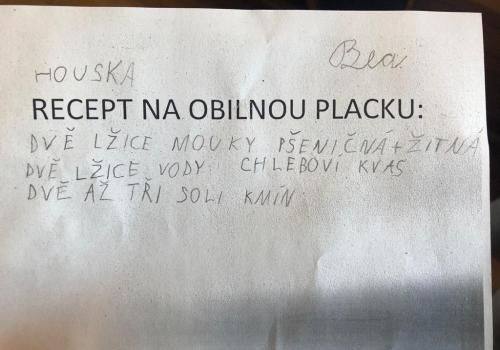 HOUSKA
Bea
RECEPT NA OBILNOU PLACKU:
DVĚ LŽICE MOUKY PŠENIČNÁ + ŽITNÁ
DVĚ LŽICE VODY CHLEBOVÍ KVAS
DVĚ AŽ TŘI SOLI KMÍN